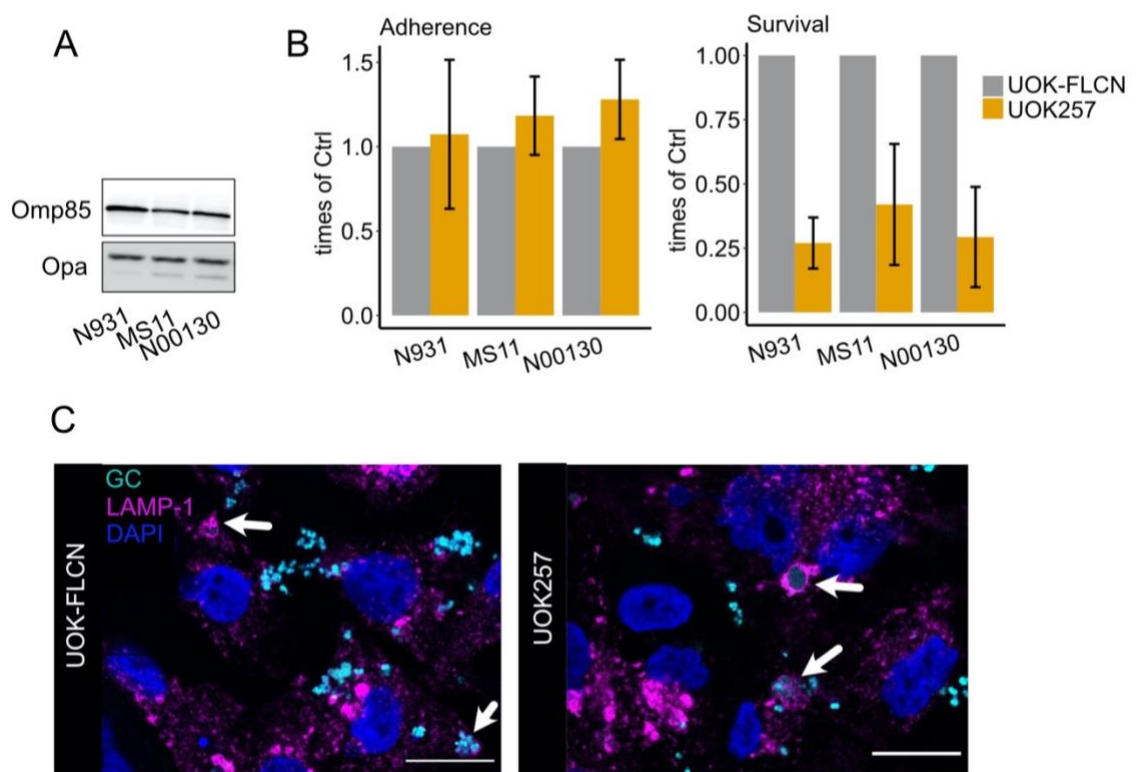 A
Omp85
Opa
N931
MS11
N00130
B
Adherence
times of Ctrl
1.5
1.0
0.5
0.0
N931
MS11
N00130
Survival
times of Ctrl
1.00
0.75
0.50
0.25
0.00
N931
MS11
N00130
UOK-FLCN
UOK257
C
UOK-FLCN
GC
LAMP-1
DAPI
UOK257